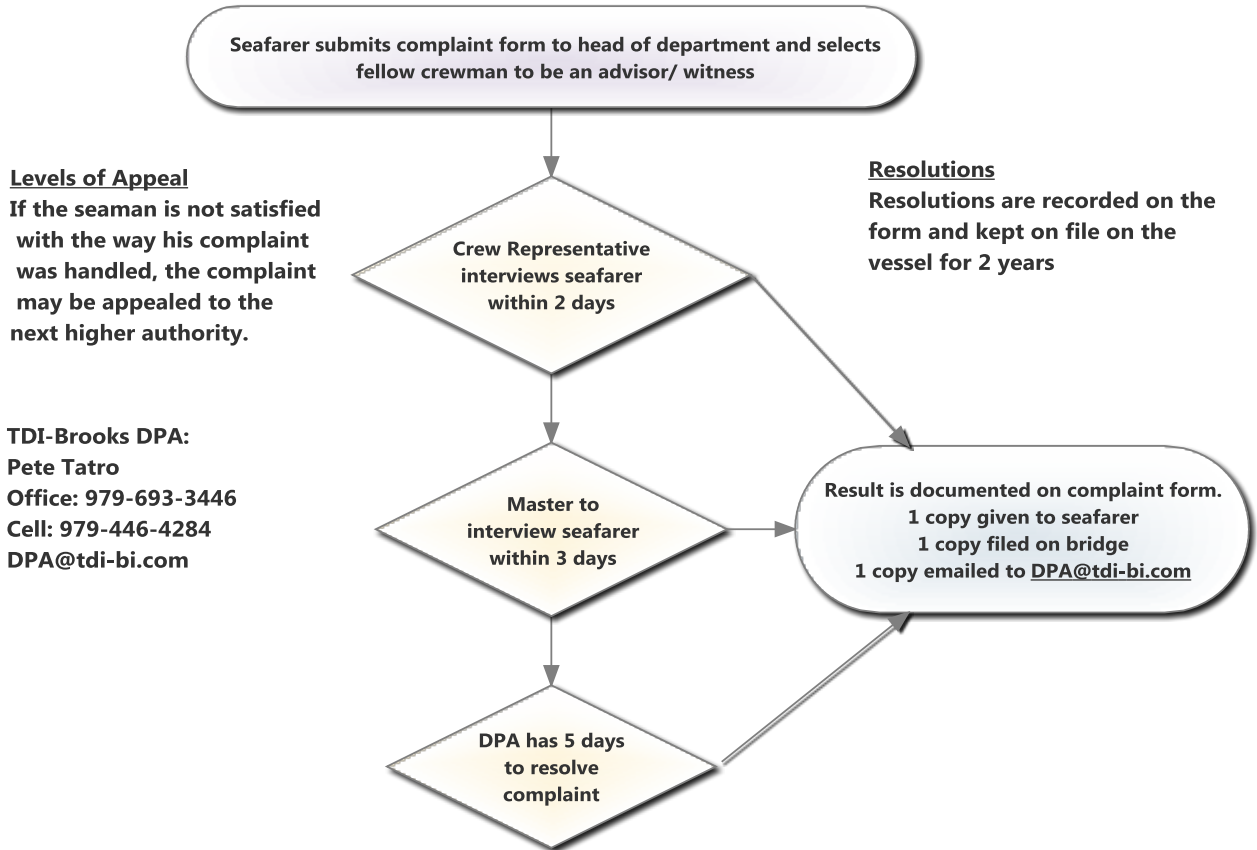 Seafarer submits complaint form to head of department and selects
fellow crewman to be an advisor/ witness
Levels of Appeal
If the seaman is not satisfied
with the way his complaint
was handled, the complaint
may be appealed to the
next higher authority.
Resolutions
Resolutions are recorded on the
form and kept on file on the
vessel for 2 years
Crew Representative
interviews seafarer
within 2 days
TDI-Brooks DPA:
Pete Tatro
Office: 979-693-3446
Cell: 979-446-4284
DPA@tdi-bi.com
Master to
interview seafarer
within 3 days
Result is documented on complaint form.
1 copy given to seafarer
1 copy filed on bridge
1 copy emailed to DPA@tdi-bi.com
DPA has 5 days
to resolve
complaint